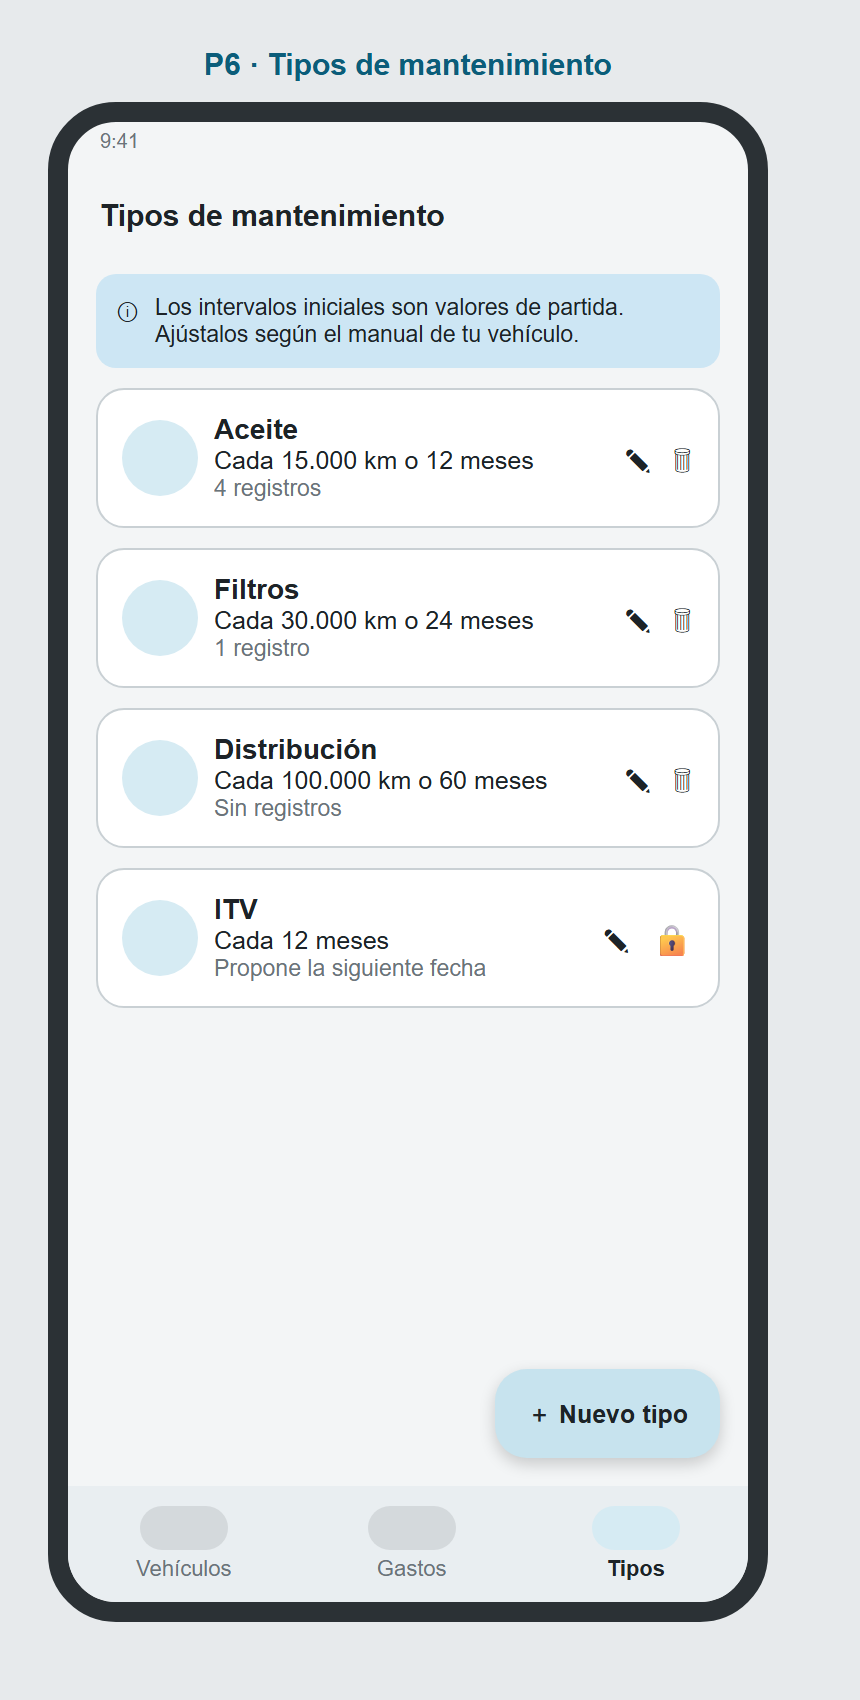 P6 · Tipos de mantenimiento
9:41
Tipos de mantenimiento
Los intervalos iniciales son valores de partida.
Ajústalos según el manual de tu vehículo.
Aceite
Cada 15.000 km o 12 meses
4 registros
Filtros
Cada 30.000 km o 24 meses
1 registro
Distribución
Cada 100.000 km o 60 meses
Sin registros
ITV
Cada 12 meses
Propone la siguiente fecha
+ Nuevo tipo
Vehículos
Gastos
Tipos